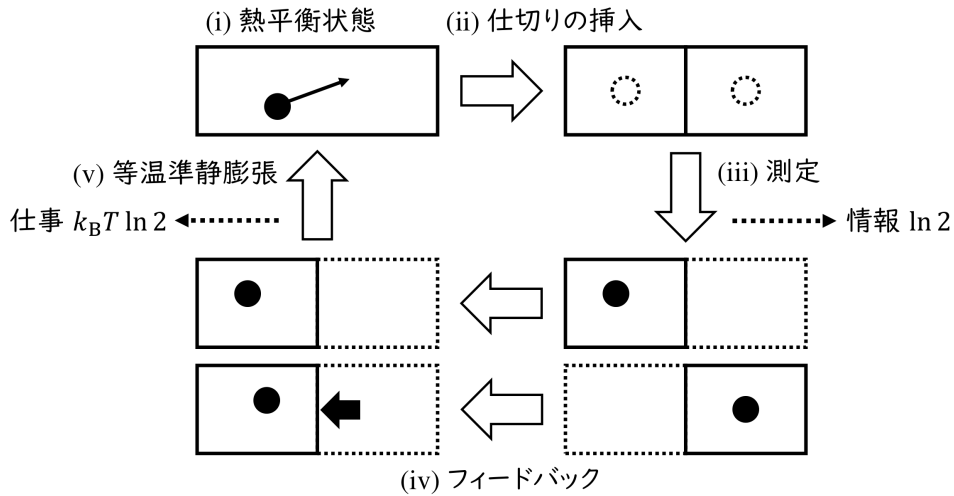 (i) 熱平衡状態
(ii) 仕切りの挿入
(v) 等温準静膨張
(iii) 測定
仕事 k_BT ln 2
情報 ln 2
(iv) フィードバック